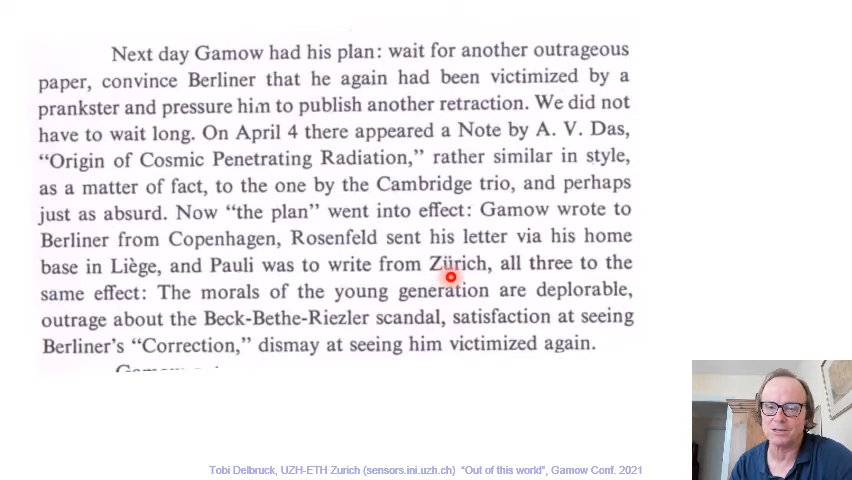 Next day Gamow had his plan: wait for another outrageous
paper, convince Berliner that he again had been victimized by a
prankster and pressure him to publish another retraction. We did not
have to wait long. On April 4 there appeared a Note by A. V. Das,
“Origin of Cosmic Penetrating Radiation,” rather similar in style,
as a matter of fact, to the one by the Cambridge trio, and perhaps
just as absurd. Now “the plan” went into effect: Gamow wrote to
Berliner from Copenhagen, Rosenfeld sent his letter via his home
base in Liège, and Pauli was to write from Zürich, all three to the
same effect: The morals of the young generation are deplorable,
outrage about the Beck-Bethe-Riezler scandal, satisfaction at seeing
Berliner’s “Correction,” dismay at seeing him victimized again.
Tobi Delbruck, UZH-ETH Zurich (sensors.ini.uzh.ch) “Out of this world”, Gamow Conf. 2021